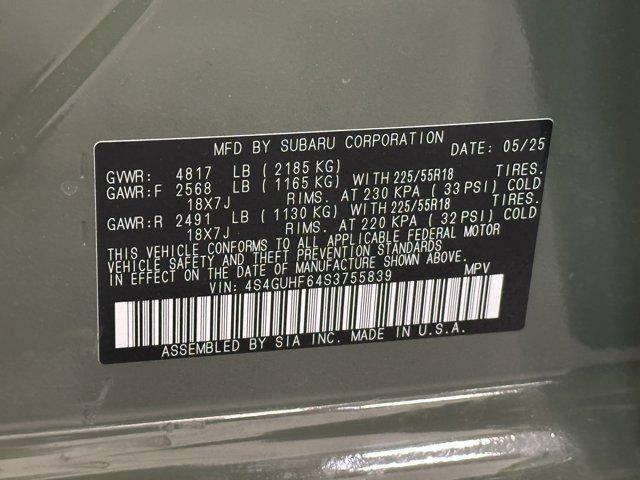 MFD BY SUBARU CORPORATION DATE: 05/25
GVWR: 4817 LB ( 2185 KG)
GAWR:F 2568 LB ( 1165 KG) WITH 225/55R18 TIRES.
18X7J RIMS. AT 230 KPA ( 33 PSI) COLD
GAWR:R 2491 LB ( 1130 KG) WITH 225/55R18 TIRES.
18X7J RIMS. AT 220 KPA ( 32 PSI) COLD
THIS VEHICLE CONFORMS TO ALL APPLICABLE FEDERAL MOTOR
VEHICLE SAFETY AND THEFT PREVENTION STANDARDS
IN EFFECT ON THE DATE OF MANUFACTURE SHOWN ABOVE.
VIN: 4S4GUHF64S3755839 MPV
ASSEMBLED BY SIA INC. MADE IN U.S.A.